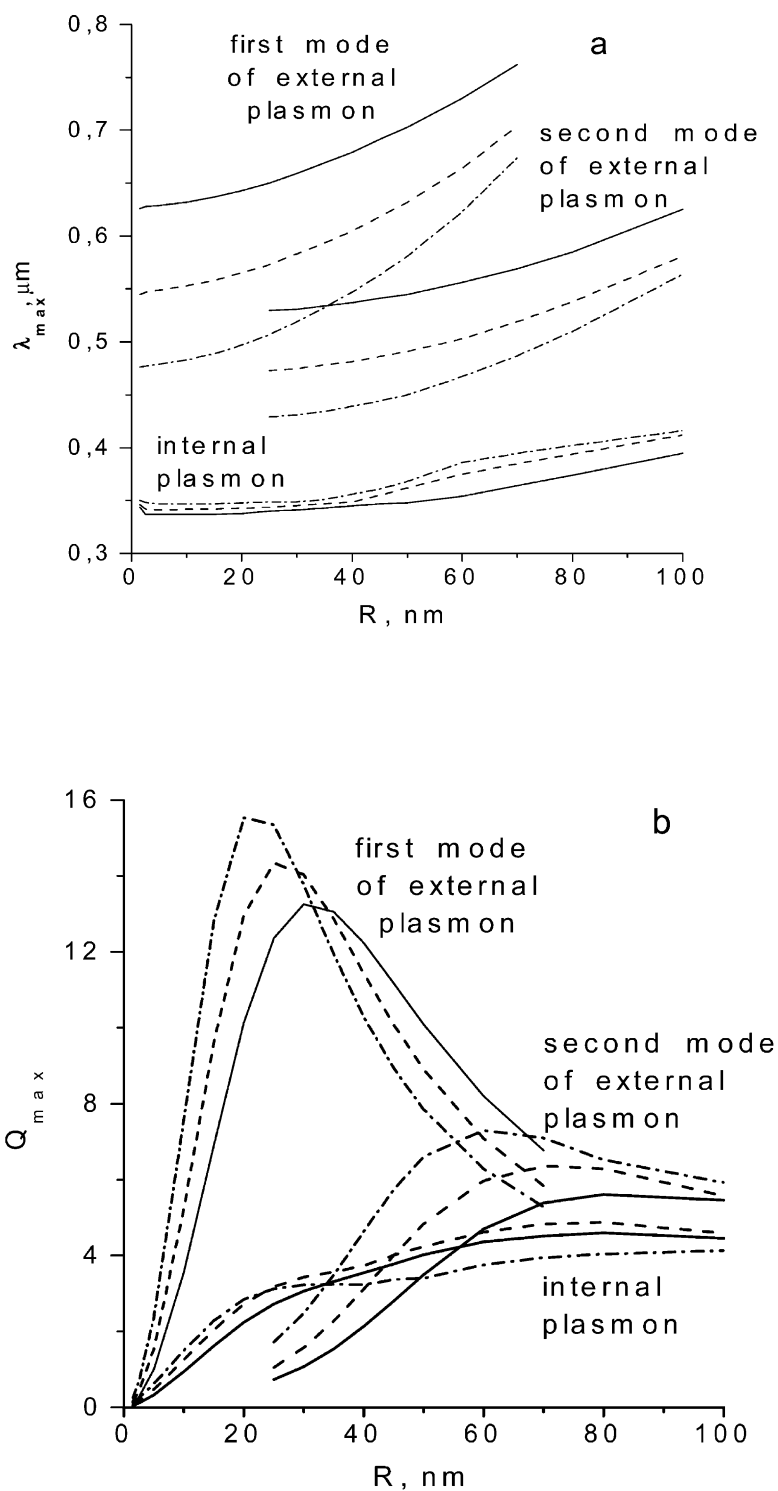 0,8
a
first mode
of external
plasmon
0,7
second mode
of external
plasmon
0,6
λmax, μm
0,5
internal
plasmon
0,4
0,3
0 20 40 60 80 100
R, nm
16
b
first mode
of external
plasmon
12
second mode
of external
plasmon
8
Qmax
4
internal
plasmon
0
0 20 40 60 80 100
R, nm